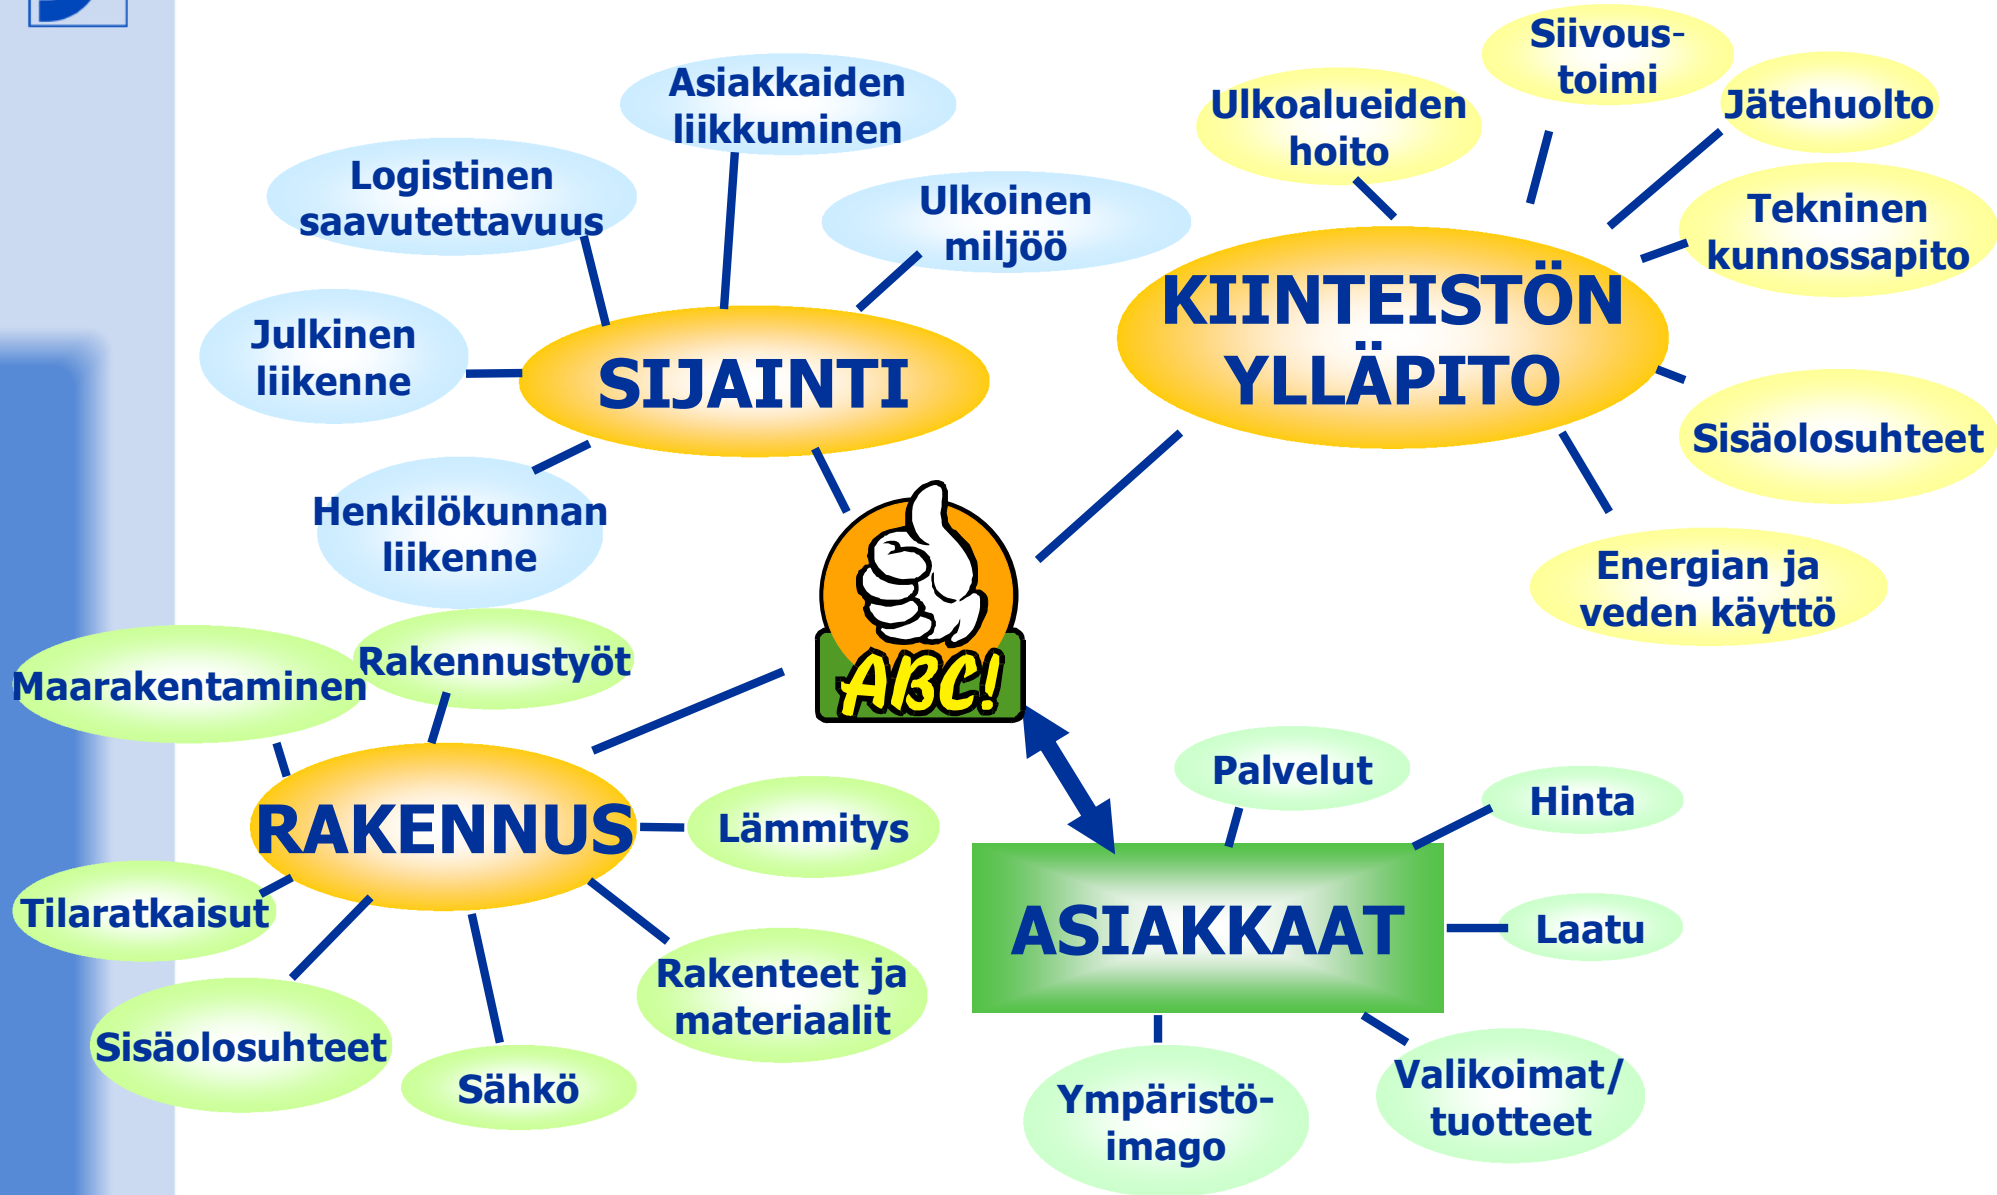 Siivous-
toimi
Asiakkaiden
liikkuminen
Ulkoalueiden
hoito
Jätehuolto
Logistinen
saavutettavuus
Ulkoinen
miljöö
Tekninen
kunnossapito
KIINTEISTÖN
YLLÄPITO
Julkinen
liikenne
SIJAINTI
Sisäolosuhteet
Henkilökunnan
liikenne
Energian ja
veden käyttö
ABC!
Maarakentaminen
Rakennustyöt
RAKENNUS
Lämmitys
Tilaratkaisut
Sisäolosuhteet
Sähkö
Rakenteet ja
materiaalit
Palvelut
Hinta
ASIAKKAAT
Laatu
Ympäristö-
imago
Valikoimat/
tuotteet